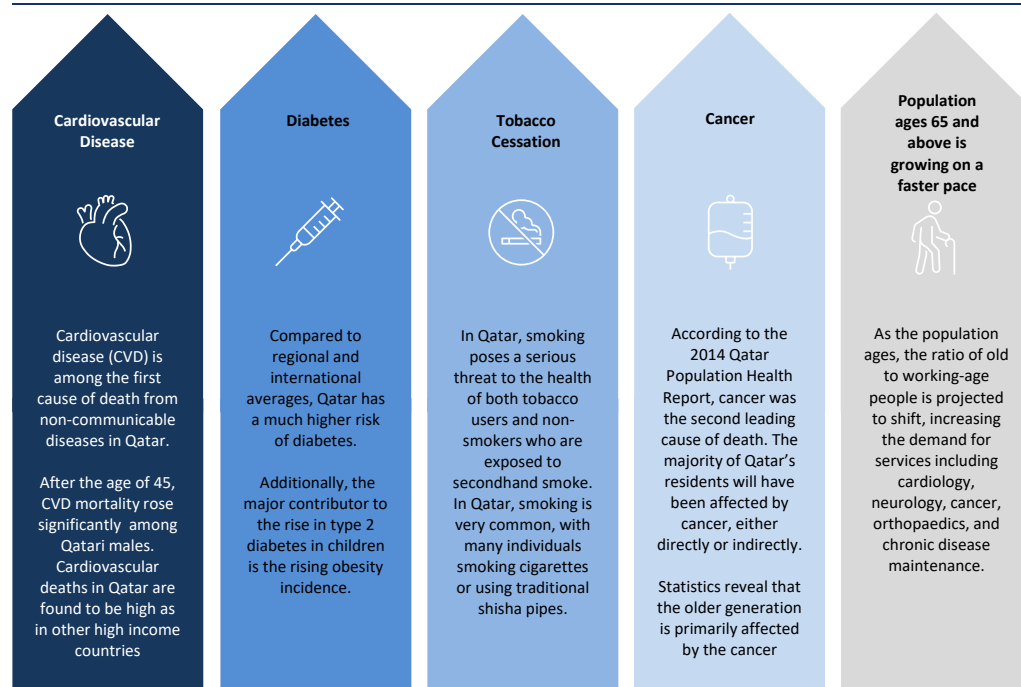 Cardiovascular
Disease
Cardiovascular
disease (CVD) is
among the first
cause of death from
non-communicable
diseases in Qatar.
After the age of 45,
CVD mortality rose
significantly among
Qatari males.
Cardiovascular
deaths in Qatar are
found to be high as
in other high income
countries
Diabetes
Compared to
regional and
international
averages, Qatar has
a much higher risk
of diabetes.
Additionally, the
major contributor to
the rise in type 2
diabetes in children
is the rising obesity
incidence.
Tobacco
Cessation
In Qatar, smoking
poses a serious
threat to the health
of both tobacco
users and non-
smokers who are
exposed to
secondhand smoke.
In Qatar, smoking is
very common, with
many individuals
smoking cigarettes
or using traditional
shisha pipes.
Cancer
According to the
2014 Qatar
Population Health
Report, cancer was
the second leading
cause of death. The
majority of Qatar’s
residents will have
been affected by
cancer, either
directly or indirectly.
Statistics reveal that
the older generation
is primarily affected
by the cancer
Population
ages 65 and
above is
growing on a
faster pace
As the population
ages, the ratio of old
to working-age
people is projected
to shift, increasing
the demand for
services including
cardiology,
neurology, cancer,
orthopaedics, and
chronic disease
maintenance.